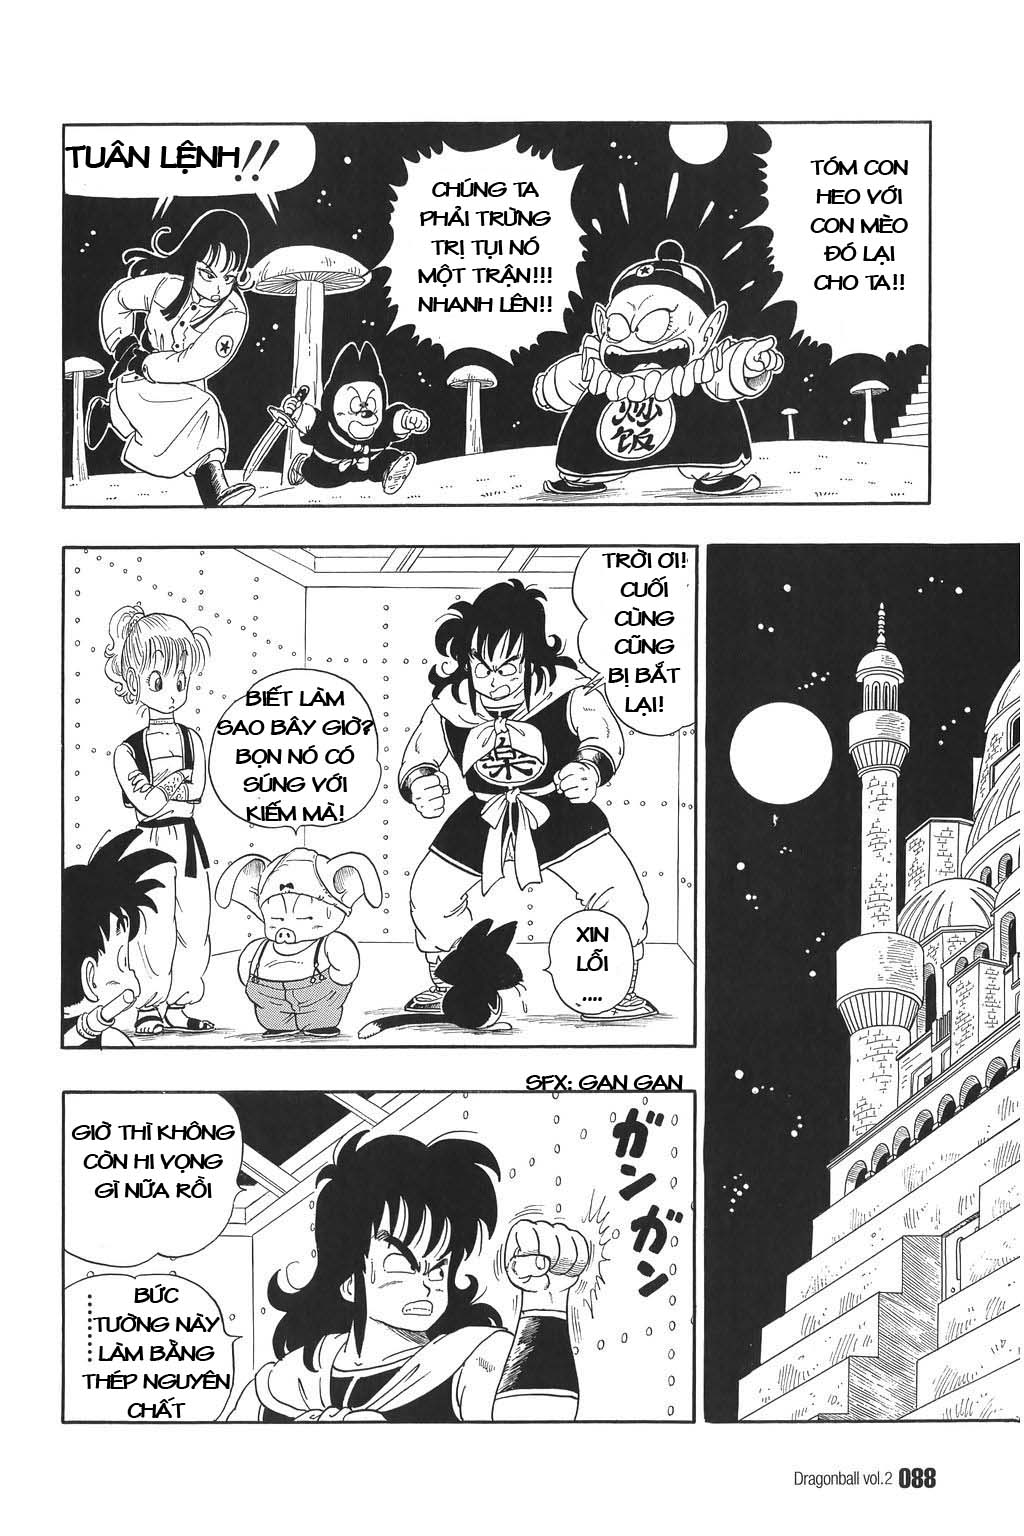 TÓM CON
HEO VỚI
CON MÈO
ĐÓ LẠI
CHO TA!!
CHÚNG TA
PHẢI TRỪNG
TRỊ TỤI NÓ
MỘT TRẬN!!!
NHANH LÊN!!
TUÂN LỆNH!!
炒
飯
TRỜI ƠI!
CUỐI
CÙNG
CŨNG
BỊ BẮT
LẠI!
BIẾT LÀM
SAO BÂY GIỜ?
BỌN NÓ CÓ
SÚNG VỚI
KIẾM MÀ!
XIN
LỖI
.....
SFX: GAN GAN
ガンガン
GIỜ THÌ KHÔNG
CÒN HI VỌNG
GÌ NỮA RỒI
BỨC
TƯỜNG NÀY
LÀM BẰNG
THÉP NGUYÊN
CHẤT
Dragonball vol.2 088